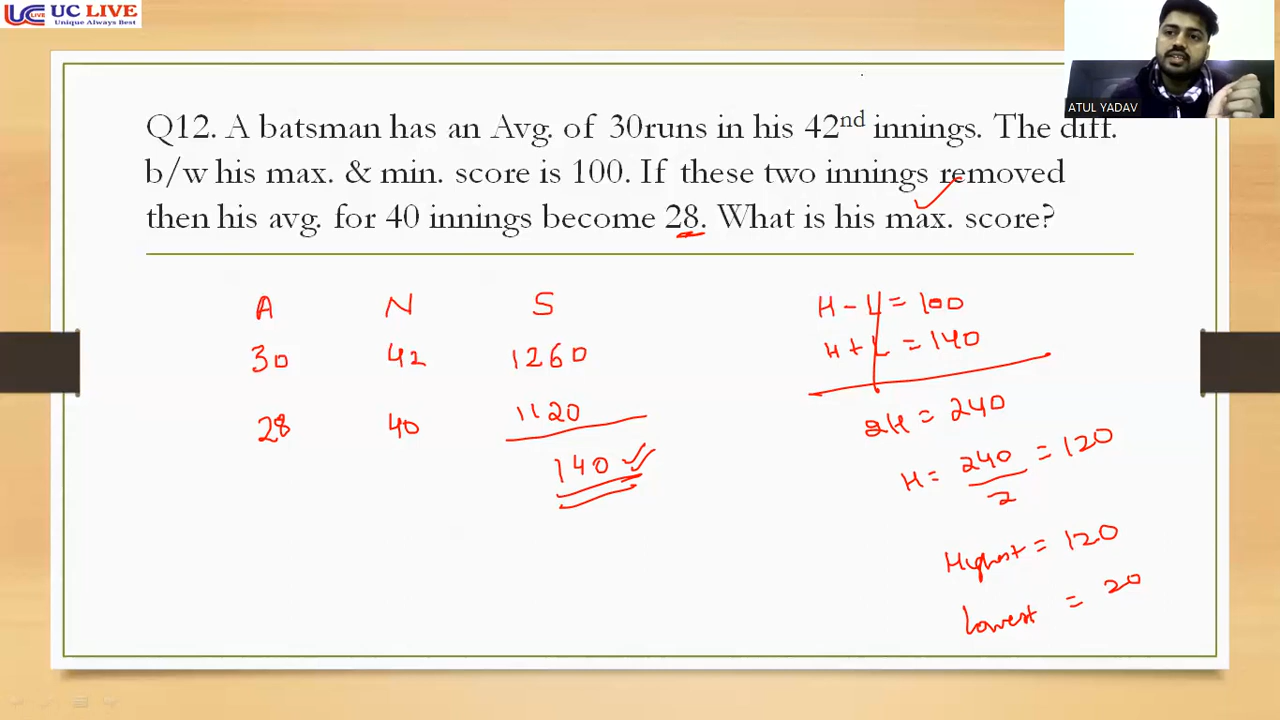 UC LIVE
Unique Always Best
ATUL YADAV
Q12. A batsman has an Avg. of 30runs in his 42nd innings. The diff.
b/w his max. & min. score is 100. If these two innings removed
then his avg. for 40 innings become 28. What is his max. score?
A N S
30 42 1260
28 40 1120
140
H - L = 100
H + L = 140
2H = 240
H = 240/2 = 120
Highest = 120
Lowest = 20